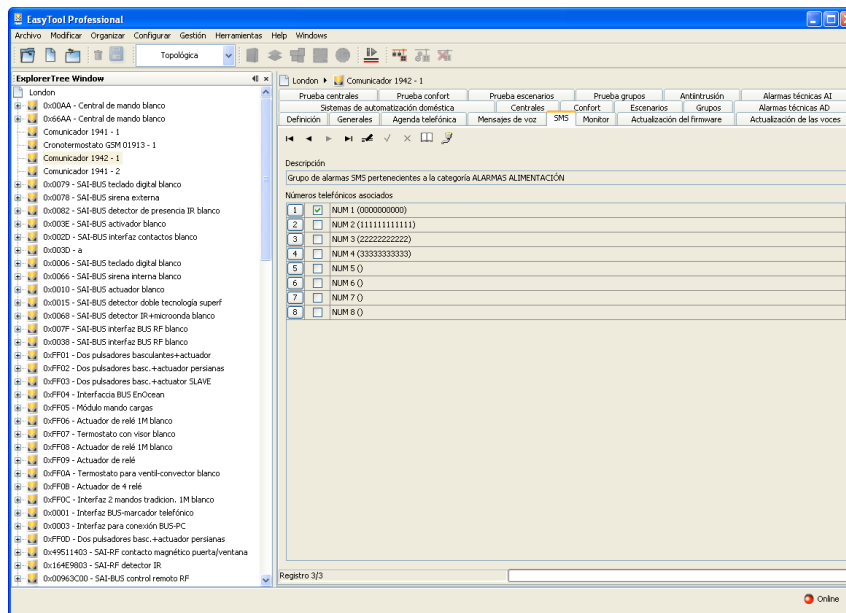 EasyTool Professional
Archivo Modificar Organizar Configurar Gestión Herramientas Help Windows
Topológica
ExplorerTree Window
London
0x00AA - Central de mando blanco
0x66AA - Central de mando blanco
Comunicador 1941 - 1
Cronotermostato GSM 01913 - 1
Comunicador 1942 - 1
Comunicador 1941 - 2
0x0079 - SAI-BUS teclado digital blanco
0x0078 - SAI-BUS sirena externa
0x0082 - SAI-BUS detector de presencia IR blanco
0x003E - SAI-BUS activador blanco
0x002D - SAI-BUS interfaz contactos blanco
0x003D - a
0x0006 - SAI-BUS teclado digital blanco
0x0066 - SAI-BUS sirena interna blanco
0x0010 - SAI-BUS actuador blanco
0x0015 - SAI-BUS detector doble tecnología superf
0x0068 - SAI-BUS detector IR+microonda blanco
0x007F - SAI-BUS interfaz BUS RF blanco
0x0038 - SAI-BUS interfaz BUS RF blanco
0xFF01 - Dos pulsadores basculantes+actuador
0xFF02 - Dos pulsadores basc.+actuador persianas
0xFF03 - Dos pulsadores basc.+actuator SLAVE
0xFF04 - Interfaccia BUS EnOcean
0xFF05 - Módulo mando cargas
0xFF06 - Actuador de relé 1M blanco
0xFF07 - Termostato con visor blanco
0xFF08 - Actuador de relé 1M blanco
0xFF09 - Actuador de relé
0xFF0A - Termostato para ventil-convector blanco
0xFF0B - Actuador de 4 relé
0xFF0C - Interfaz 2 mandos tradicion. 1M blanco
0x0001 - Interfaz BUS-marcador telefónico
0x0003 - Interfaz para conexión BUS-PC
0xFF0D - Dos pulsadores basc.+actuador persianas
0x49511403 - SAI-RF contacto magnético puerta/ventana
0x164E9803 - SAI-RF detector IR
0x00963C00 - SAI-BUS control remoto RF
London Comunicador 1942 - 1
Prueba centrales Prueba confort Prueba escenarios Prueba grupos Antiintrusión Alarmas técnicas AI
Sistemas de automatización doméstica Centrales Confort Escenarios Grupos Alarmas técnicas AD
Definición Generales Agenda telefónica Mensajes de voz SMS Monitor Actualización del firmware Actualización de las voces
Descripción
Grupo de alarmas SMS pertenecientes a la categoría ALARMAS ALIMENTACIÓN
Números telefónicos asociados
1 NUM 1 (0000000000)
2 NUM 2 (111111111111)
3 NUM 3 (22222222222)
4 NUM 4 (33333333333)
5 NUM 5 ()
6 NUM 6 ()
7 NUM 7 ()
8 NUM 8 ()
Registro 3/3
Online